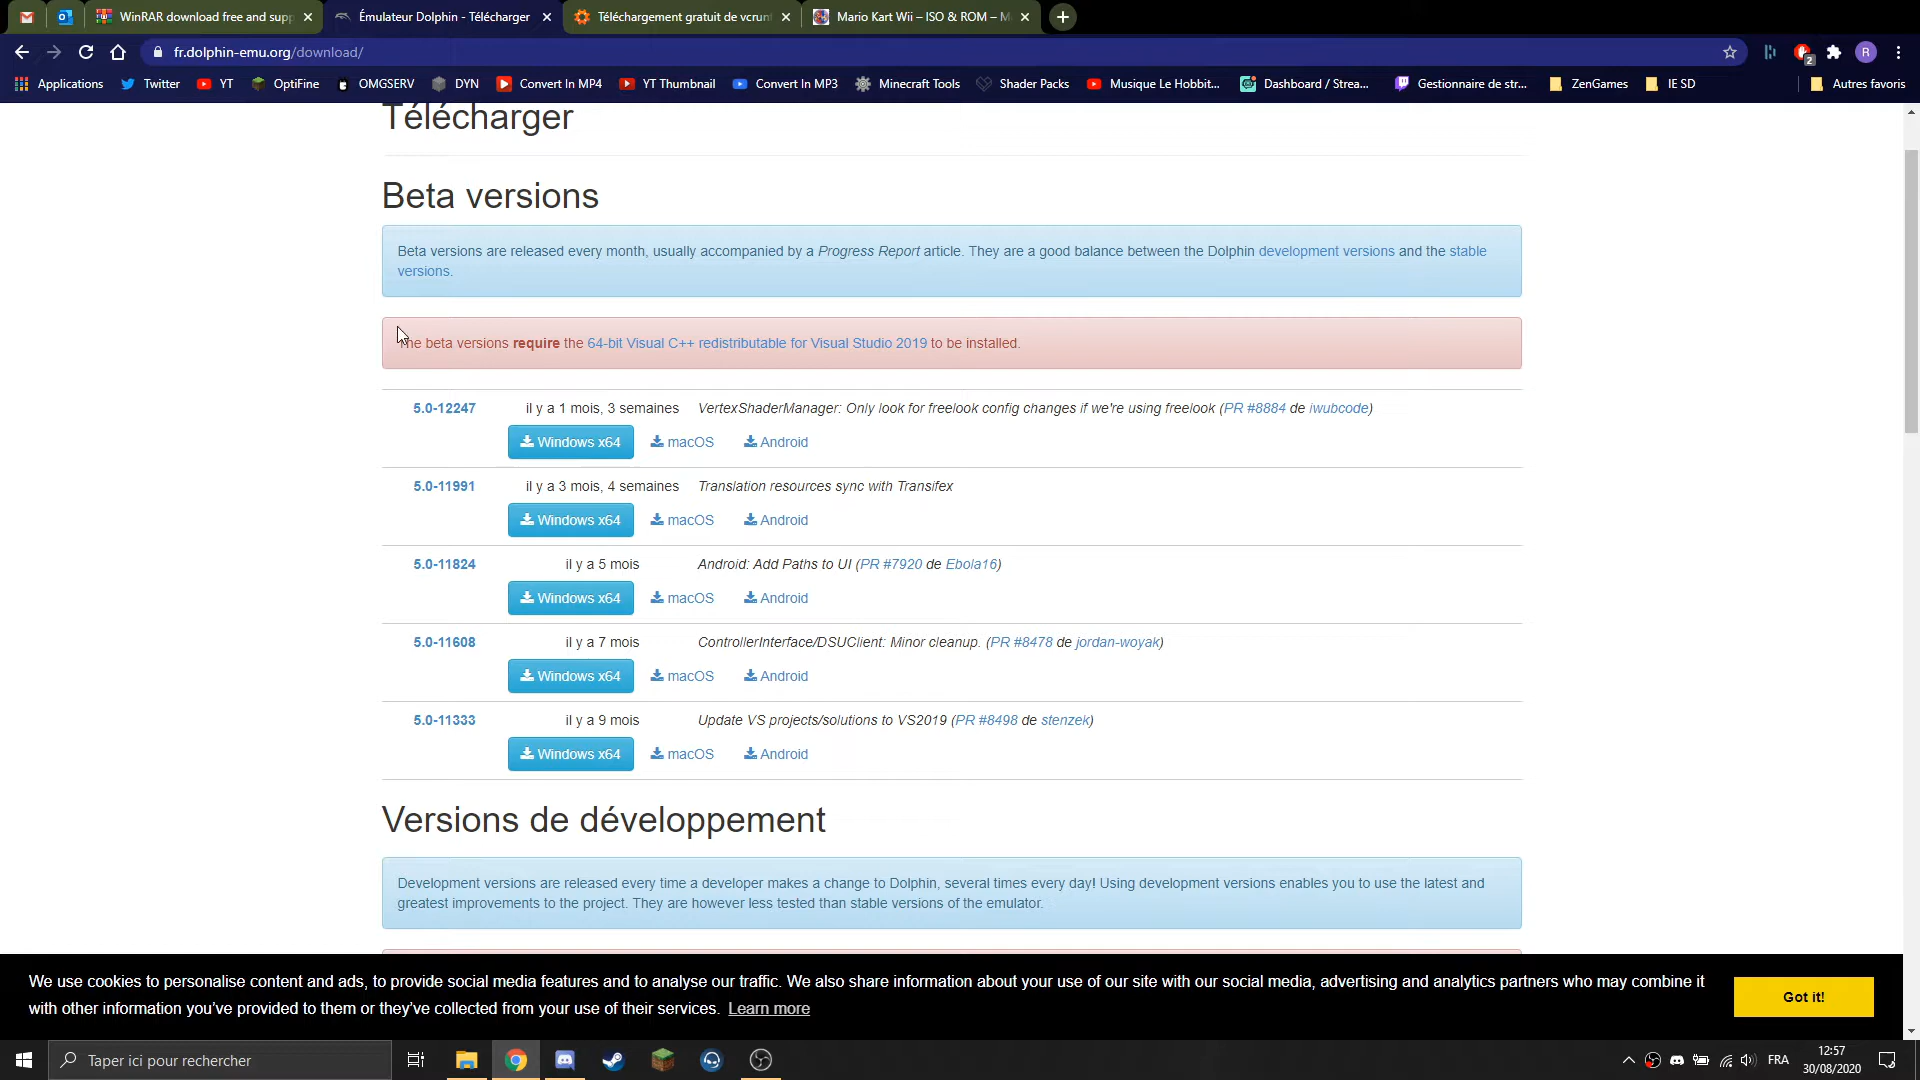 WinRAR download free and supp
Émulateur Dolphin - Télécharger
Téléchargement gratuit de vcrun
Mario Kart Wii – ISO & ROM – M
fr.dolphin-emu.org/download/
R
2
Applications
Twitter
YT
OptiFine
OMGSERV
DYN
Convert In MP4
YT Thumbnail
Convert In MP3
Minecraft Tools
Shader Packs
Musique Le Hobbit...
Dashboard / Strea...
Gestionnaire de str...
ZenGames
IE SD
Autres favoris
Télécharger
Beta versions
Beta versions are released every month, usually accompanied by a Progress Report article. They are a good balance between the Dolphin development versions and the stable
versions.
The beta versions require the 64-bit Visual C++ redistributable for Visual Studio 2019 to be installed.
5.0-12247 il y a 1 mois, 3 semaines VertexShaderManager: Only look for freelook config changes if we're using freelook (PR #8884 de iwubcode)
Windows x64 macOS Android
5.0-11991 il y a 3 mois, 4 semaines Translation resources sync with Transifex
Windows x64 macOS Android
5.0-11824 il y a 5 mois Android: Add Paths to UI (PR #7920 de Ebola16)
Windows x64 macOS Android
5.0-11608 il y a 7 mois ControllerInterface/DSUClient: Minor cleanup. (PR #8478 de jordan-woyak)
Windows x64 macOS Android
5.0-11333 il y a 9 mois Update VS projects/solutions to VS2019 (PR #8498 de stenzek)
Windows x64 macOS Android
Versions de développement
Development versions are released every time a developer makes a change to Dolphin, several times every day! Using development versions enables you to use the latest and
greatest improvements to the project. They are however less tested than stable versions of the emulator.
We use cookies to personalise content and ads, to provide social media features and to analyse our traffic. We also share information about your use of our site with our social media, advertising and analytics partners who may combine it
with other information you've provided to them or they've collected from your use of their services. Learn more
Got it!
Taper ici pour rechercher
FRA
12:57
30/08/2020